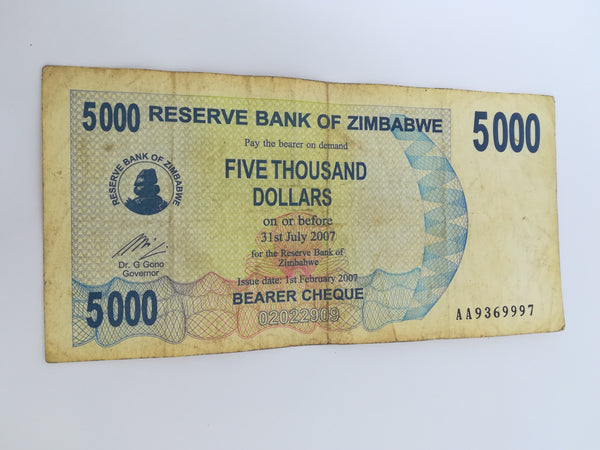 5000 RESERVE BANK OF ZIMBABWE 5000
Pay the bearer on demand
FIVE THOUSAND
DOLLARS
RESERVE BANK OF ZIMBABWE
on or before
31st July 2007
for the Reserve Bank of
Zimbabwe
Dr. G Gono
Governor
Issue date: 1st February 2007
5000 BEARER CHEQUE
02022909
AA9369997